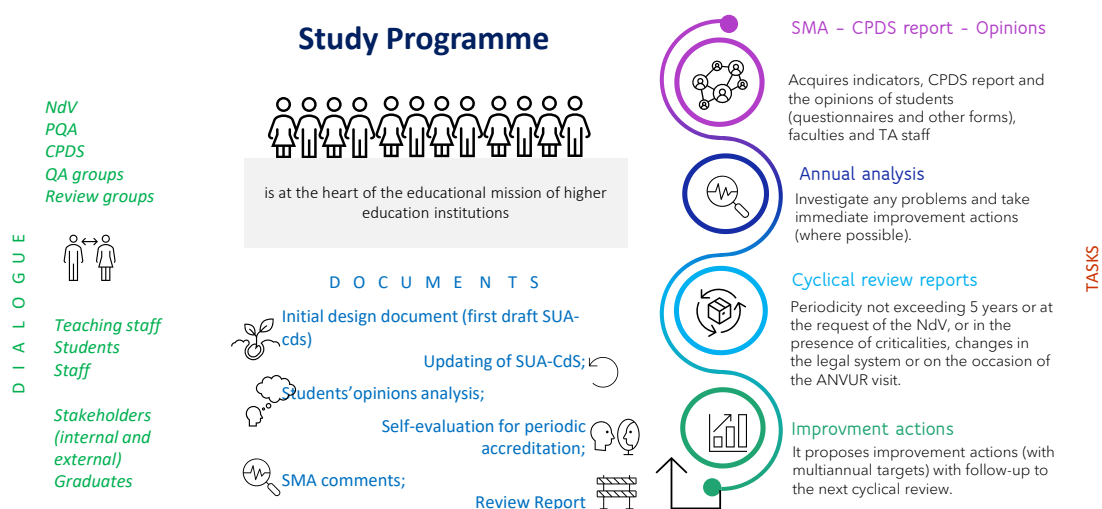 Study Programme
NdV
PQA
CPDS
QA groups
Review groups
DIALOGUE
Teaching staff
Students
Staff
Stakeholders
(internal and
external)
Graduates
is at the heart of the educational mission of higher
education institutions
DOCUMENTS
Initial design document (first draft SUA-
cds)
Updating of SUA-CdS;
Students'opinions analysis;
Self-evaluation for periodic
accreditation;
SMA comments;
Review Report
SMA – CPDS report - Opinions
Acquires indicators, CPDS report and
the opinions of students
(questionnaires and other forms),
faculties and TA staff
Annual analysis
Investigate any problems and take
immediate improvement actions
(where possible).
Cyclical review reports
Periodicity not exceeding 5 years or at
the request of the NdV, or in the
presence of criticalities, changes in
the legal system or on the occasion of
the ANVUR visit.
Improvment actions
It proposes improvement actions (with
multiannual targets) with follow-up to
the next cyclical review.
TASKS